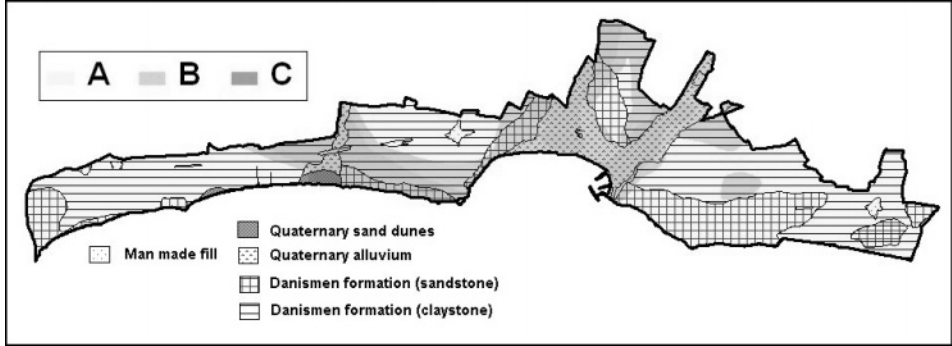 A B C
Quaternary sand dunes
Man made fill
Quaternary alluvium
Danismen formation (sandstone)
Danismen formation (claystone)